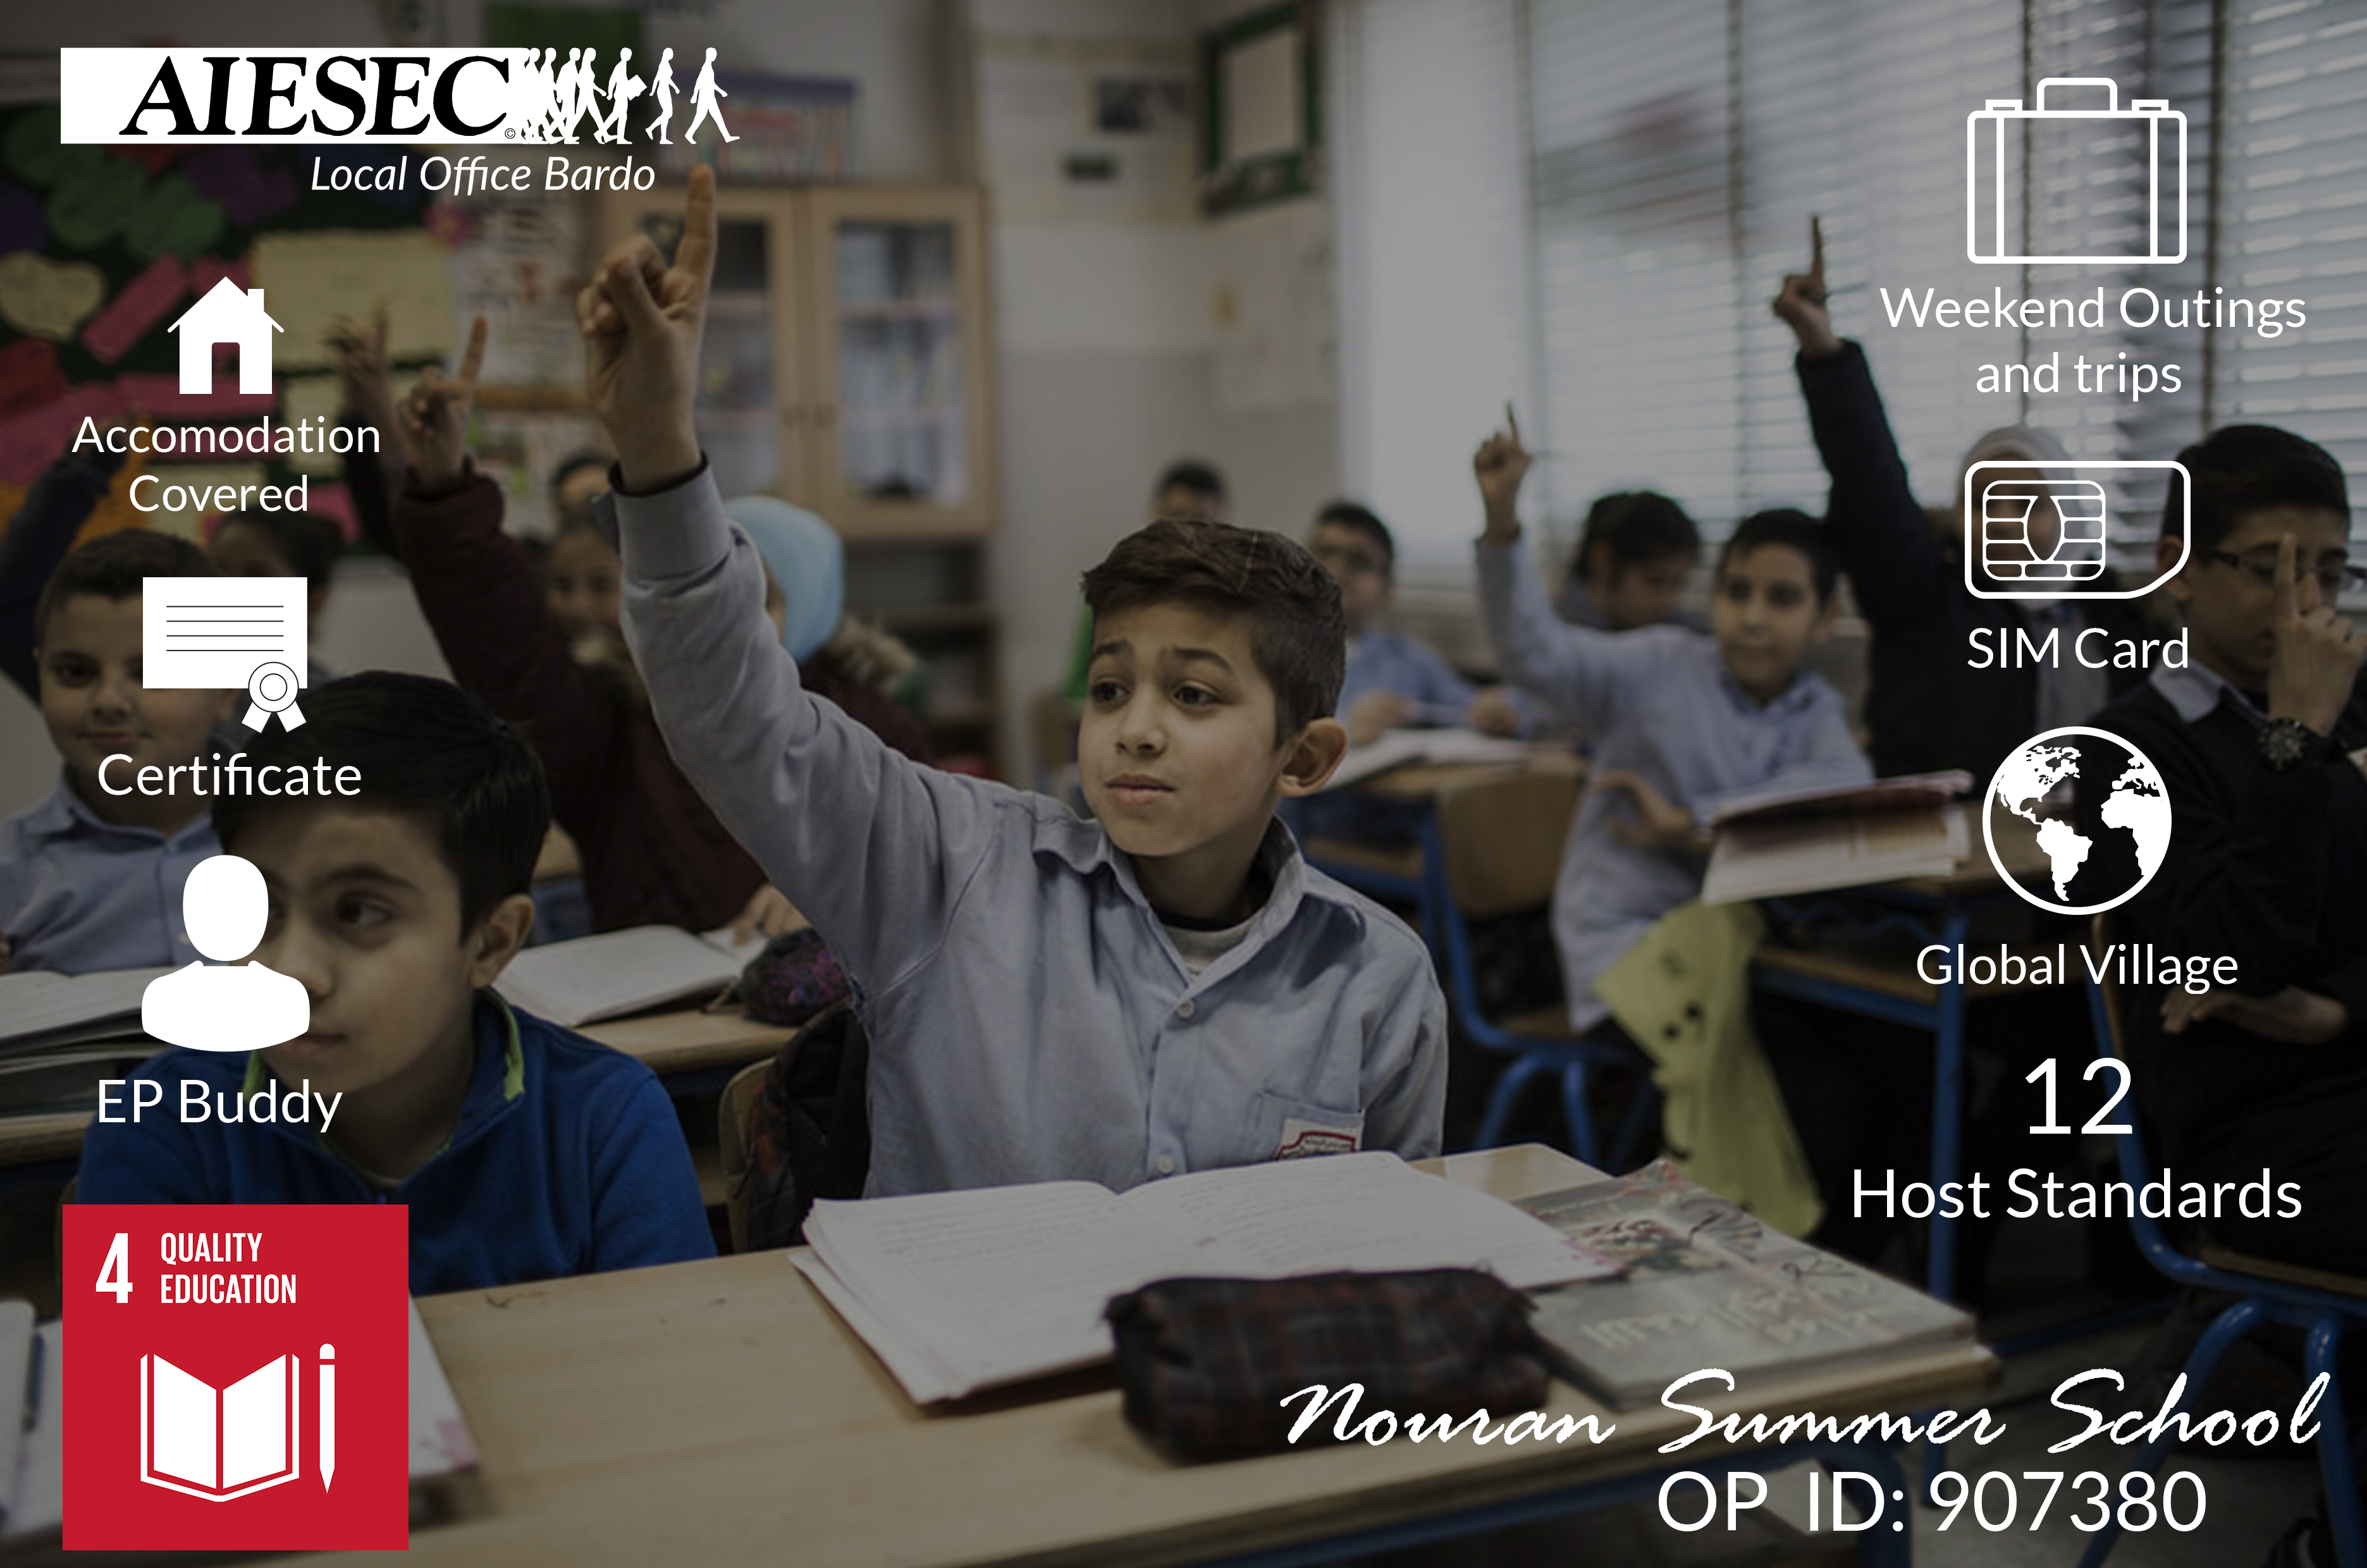 AIESEC
©
Local Office Bardo
Accomodation
Covered
Certificate
EP Buddy
4 QUALITY
EDUCATION
Weekend Outings
and trips
SIM Card
Global Village
12
Host Standards
Nouran Summer School
OP ID: 907380